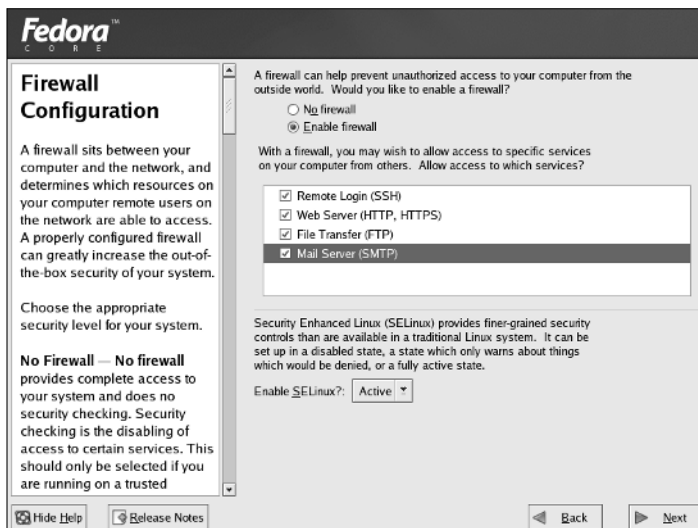 Fedora™
CORE
Firewall
Configuration
A firewall sits between your
computer and the network, and
determines which resources on
your computer remote users on
the network are able to access.
A properly configured firewall
can greatly increase the out-of-
the-box security of your system.
Choose the appropriate
security level for your system.
No Firewall — No firewall
provides complete access to
your system and does no
security checking. Security
checking is the disabling of
access to certain services. This
should only be selected if you
are running on a trusted
A firewall can help prevent unauthorized access to your computer from the
outside world. Would you like to enable a firewall?
No firewall
Enable firewall
With a firewall, you may wish to allow access to specific services
on your computer from others. Allow access to which services?
Remote Login (SSH)
Web Server (HTTP, HTTPS)
File Transfer (FTP)
Mail Server (SMTP)
Security Enhanced Linux (SELinux) provides finer-grained security
controls than are available in a traditional Linux system. It can be
set up in a disabled state, a state which only warns about things
which would be denied, or a fully active state.
Enable SELinux?: Active
Hide Help Release Notes Back Next